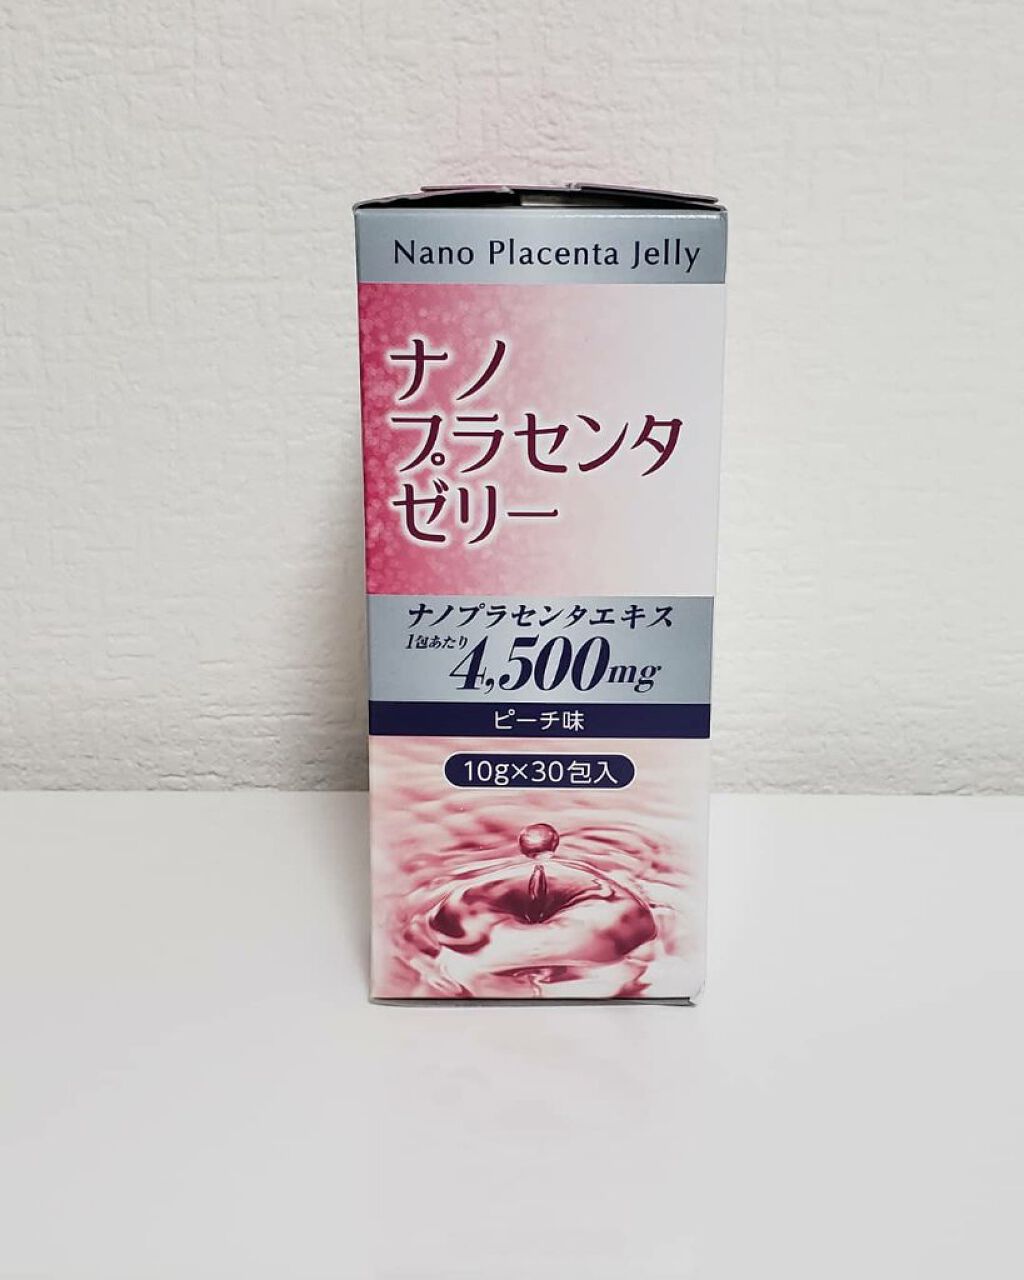 Nano Placenta Jelly
ナノ
プラセンタ
ゼリー
ナノプラセンタエキス
1包あたり4,500mg
ピーチ味
10g×30包入